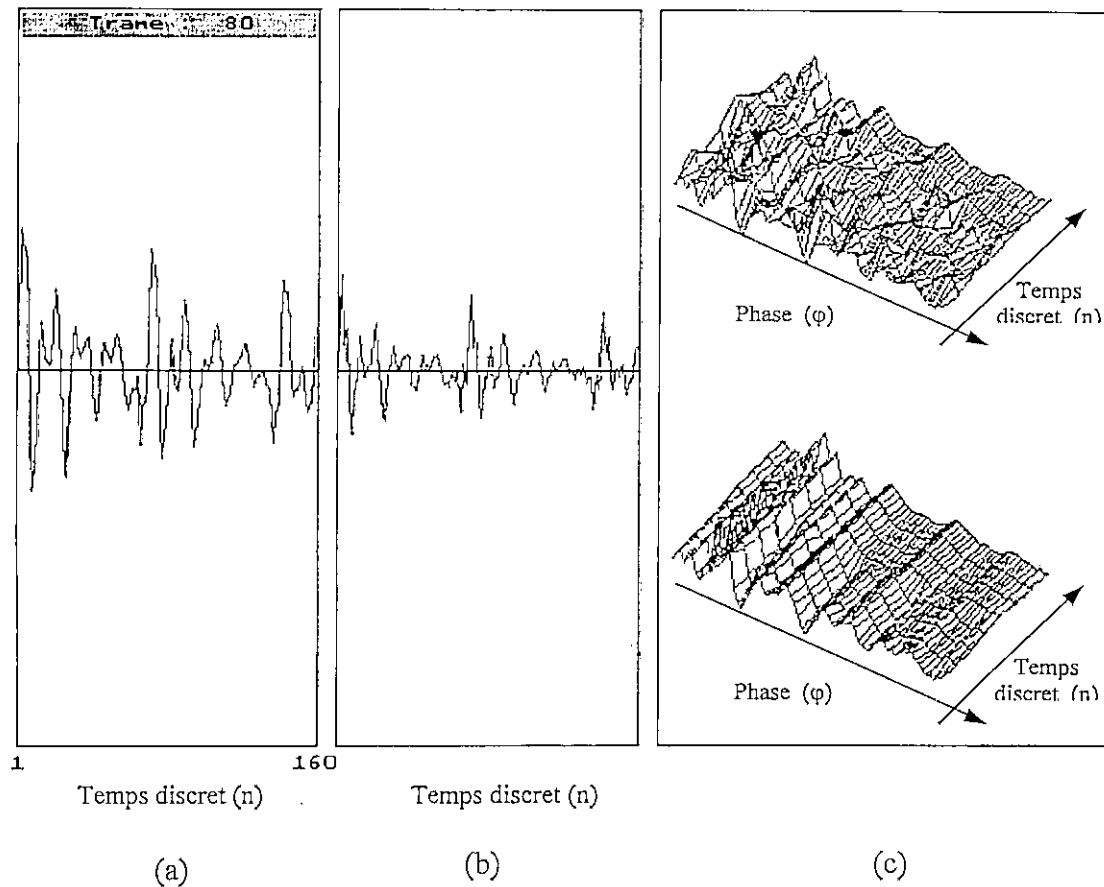 Trame : 80
Phase (φ)
Temps
discret (n)
Phase (φ)
Temps
discret (n)
1 160
Temps discret (n)
Temps discret (n)
(a)
(b)
(c)